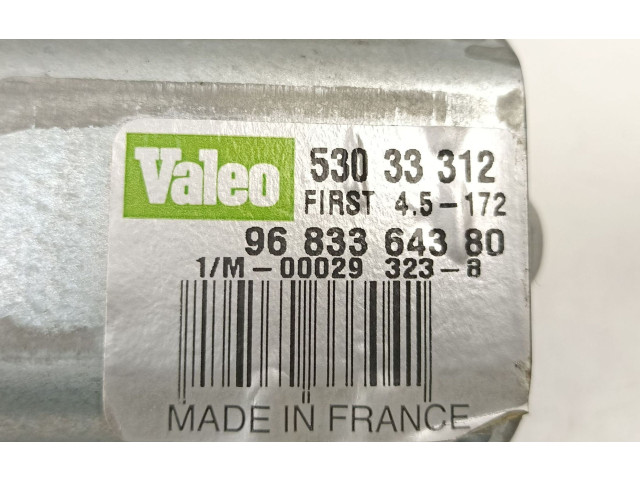 Valeo 530 33 312
FIRST 4.5-172
96 833 643 80
1/M-00029 323-8
MADE IN FRANCE